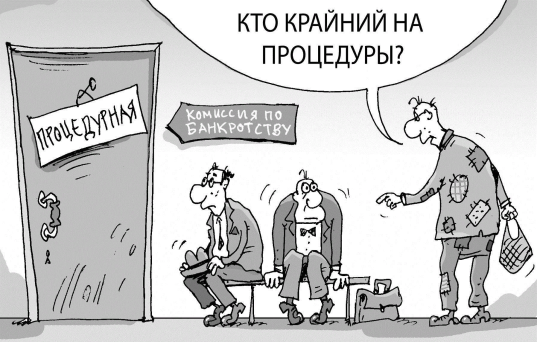 КТО КРАЙНИЙ НА
ПРОЦЕДУРЫ?
ПРОЦЕДУРНАЯ
КОМИССИЯ ПО
БАНКРОТСТВУ